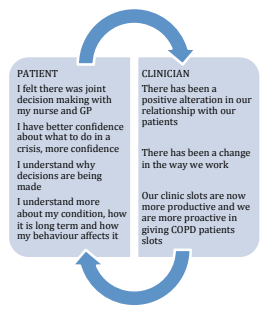 PATIENT
I felt there was joint
decision making with
my nurse and GP
I have better confidence
about what to do in a
crisis, more confidence
I understand why
decisions are being
made
I understand more
about my condition, how
it is long term and how
my behaviour affects it
CLINICIAN
There has been a
positive alteration in our
relationship with our
patients
There has been a change
in the way we work
Our clinic slots are now
more productive and we
are more proactive in
giving COPD patients
slots